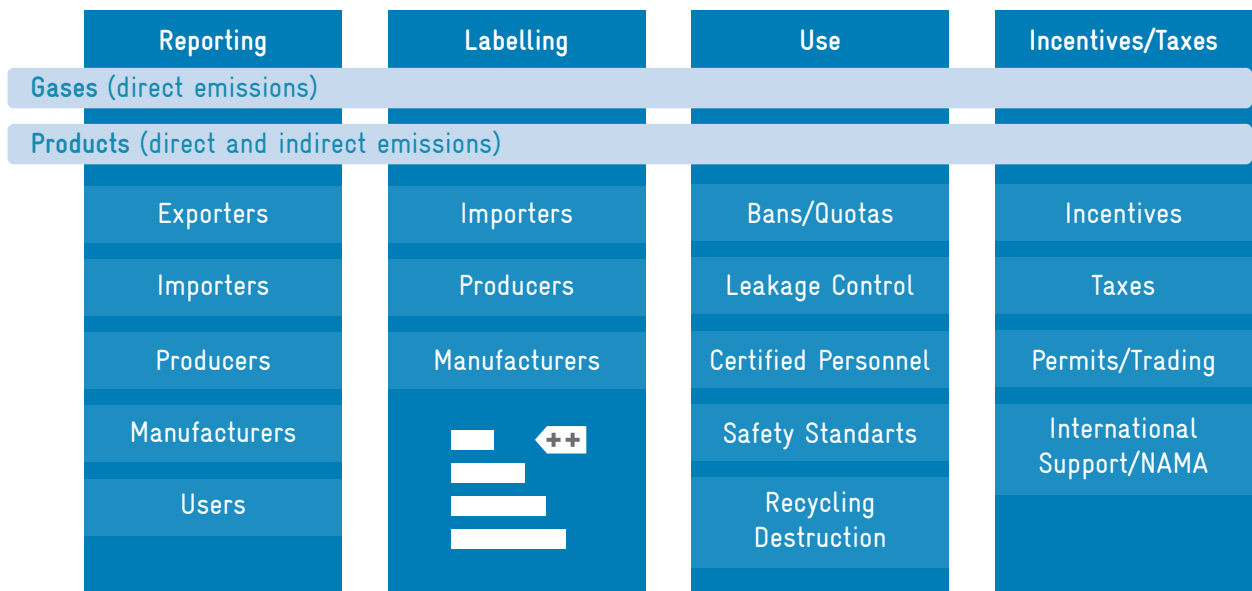 Reporting
Labelling
Use
Incentives/Taxes
Gases (direct emissions)
Products (direct and indirect emissions)
Exporters
Importers
Producers
Manufacturers
Users
Importers
Producers
Manufacturers
++
Bans/Quotas
Leakage Control
Certified Personnel
Safety Standarts
Recycling
Destruction
Incentives
Taxes
Permits/Trading
International
Support/NAMA